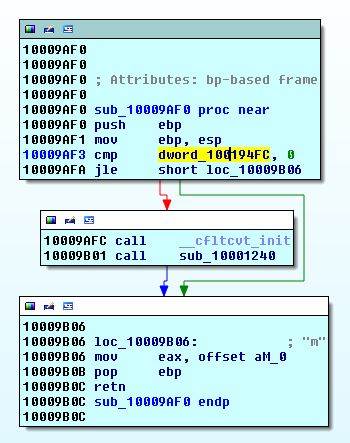 10009AF0
10009AF0
10009AF0 ; Attributes: bp-based frame
10009AF0
10009AF0 sub_10009AF0 proc near
10009AF0 push ebp
10009AF1 mov ebp, esp
10009AF3 cmp dword_100194FC, 0
10009AFA jle short loc_10009B06
10009AFC call __cfltcvt_init
10009B01 call sub_10001240
10009B06
10009B06 loc_10009B06: ; "m"
10009B06 mov eax, offset aM_0
10009B0B pop ebp
10009B0C retn
10009B0C sub_10009AF0 endp
10009B0C